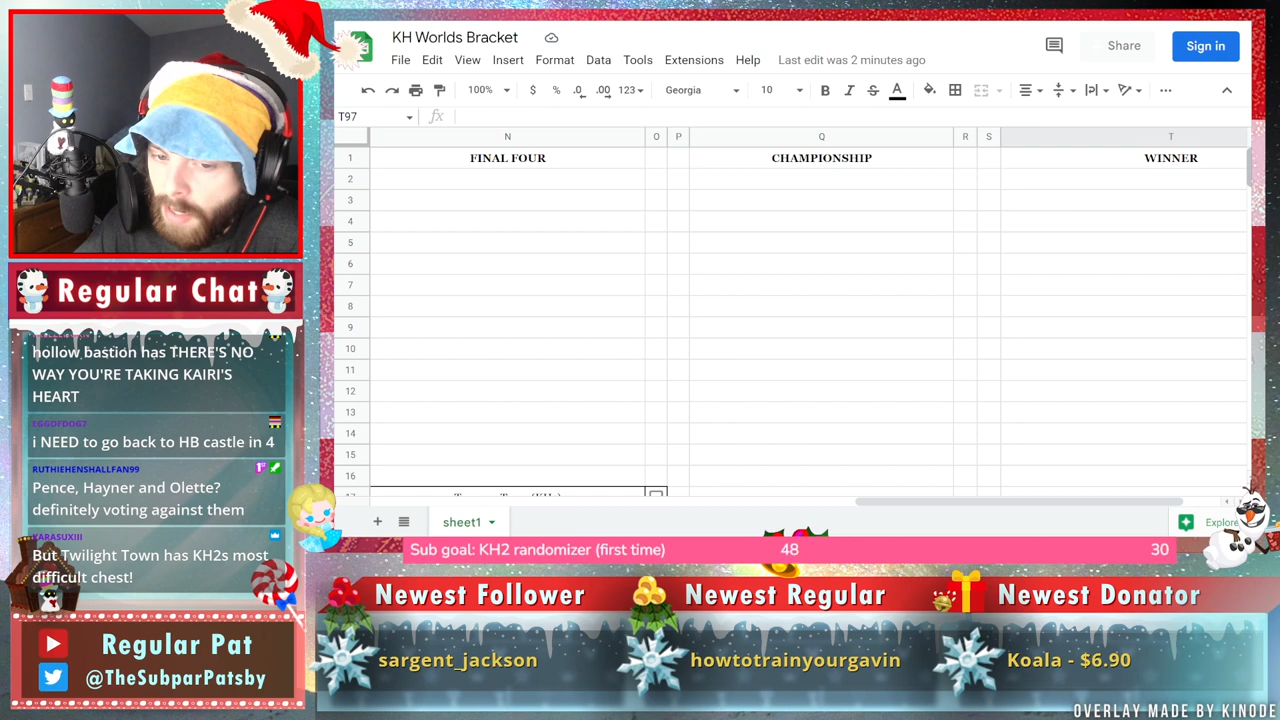 KH Worlds Bracket
File Edit View Insert Format Data Tools Extensions Help Last edit was 2 minutes ago
Share
Sign in
100% $ % .0 .00 123 Georgia 10 B I S A
T97 fx
N O P Q R S T
1 FINAL FOUR CHAMPIONSHIP WINNER
2
3
4
5
6
7
8
9
10
11
12
13
14
15
16
sheet1
Explore
Regular Chat
hollow bastion has THERE'S NO
WAY YOU'RE TAKING KAIRI'S
HEART
EGGOFDOG7
i NEED to go back to HB castle in 4
RUTHIEHENSHALLFAN99
Pence, Hayner and Olette?
definitely voting against them
KARASUXIII
But Twilight Town has KH2s most
difficult chest!
Regular Pat
@TheSubparPatsby
Sub goal: KH2 randomizer (first time) 48 30
Newest Follower
sargent_jackson
Newest Regular
howtotrainyourgavin
Newest Donator
Koala - $6.90
OVERLAY MADE BY KINODE